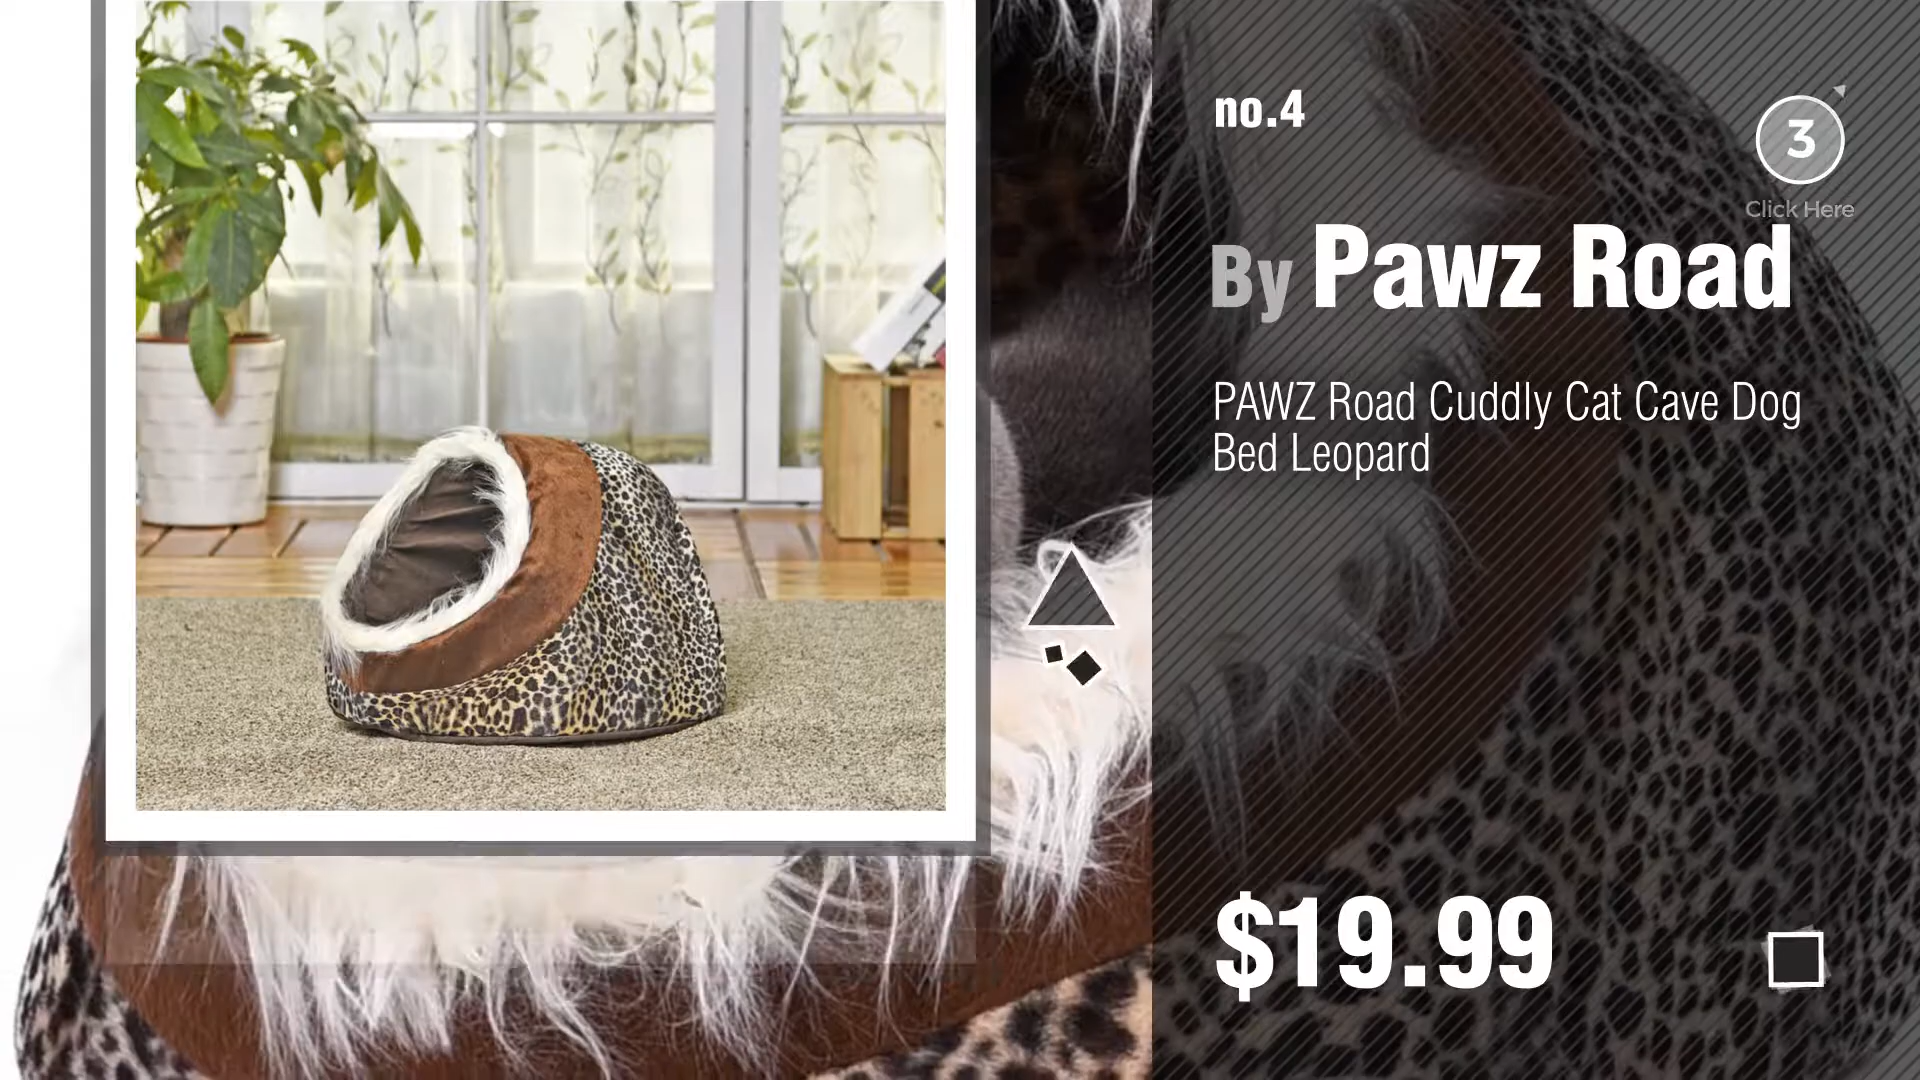 no.4
3
Click Here
By Pawz Road
PAWZ Road Cuddly Cat Cave Dog
Bed Leopard
$19.99